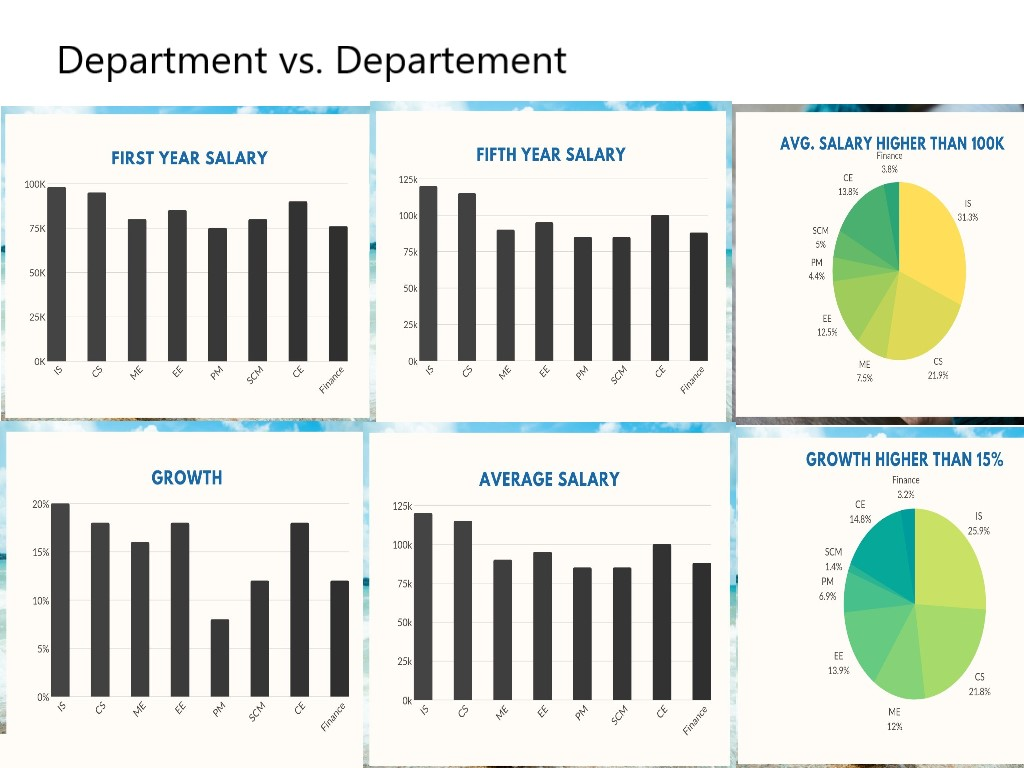 Department vs. Departement
FIRST YEAR SALARY
100K
75K
50K
25K
0K
IS CS ME EE PM SCM CE Finance
FIFTH YEAR SALARY
125k
100k
75k
50k
25k
0k
IS CS ME EE PM SCM CE Finance
AVG. SALARY HIGHER THAN 100K
Finance
3.8%
CE
13.8%
IS
31.3%
SCM
5%
PM
4.4%
EE
12.5%
ME
7.5%
CS
21.9%
GROWTH
20%
15%
10%
5%
0%
IS CS ME EE PM SCM CE Finance
AVERAGE SALARY
125k
100k
75k
50k
25k
0k
IS CS ME EE PM SCM CE Finance
GROWTH HIGHER THAN 15%
Finance
3.2%
CE
14.8%
IS
25.9%
SCM
1.4%
PM
6.9%
EE
13.9%
CS
21.8%
ME
12%